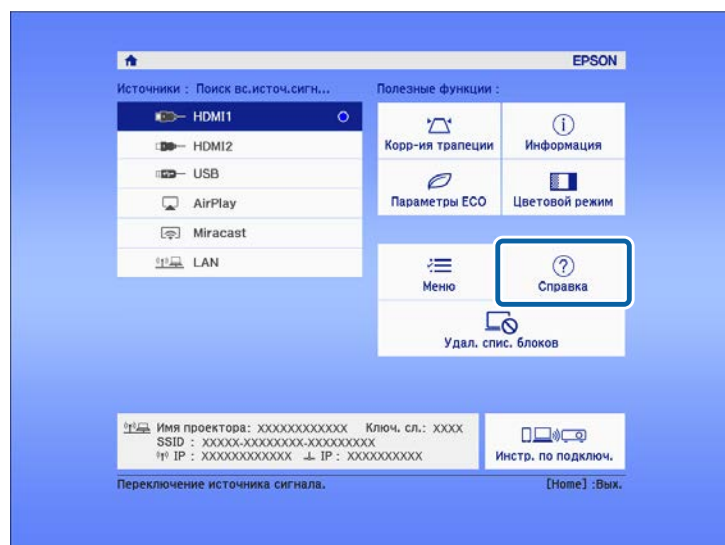 EPSON
Источники : Поиск вс.источ.сигн...
HDMI1
HDMI2
USB
AirPlay
Miracast
LAN
Полезные функции :
Корр-ия трапеции
Информация
Параметры ECO
Цветовой режим
Меню
Справка
Удал. спис. блоков
Имя проектора: XXXXXXXXXXXX Ключ. сл.: XXXX
SSID : XXXXX-XXXXXXXX-XXXXXXXXX
IP : XXXXXXXXXXXX IP : XXXXXXXXXX
Инстр. по подключ.
Переключение источника сигнала.
[Home] :Вых.